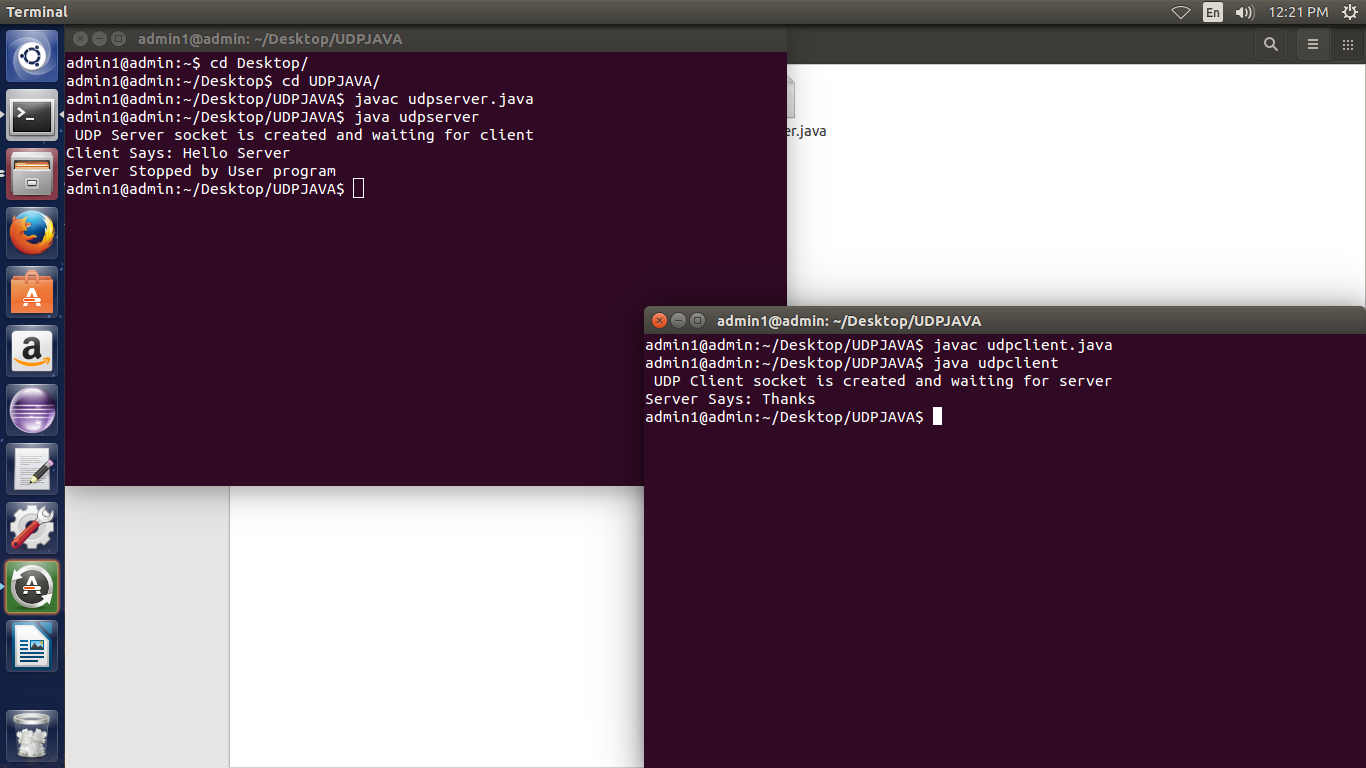 Terminal
En
12:21 PM
admin1@admin: ~/Desktop/UDPJAVA
admin1@admin:~$ cd Desktop/
admin1@admin:~/Desktop$ cd UDPJAVA/
admin1@admin:~/Desktop/UDPJAVA$ javac udpserver.java
admin1@admin:~/Desktop/UDPJAVA$ java udpserver
UDP Server socket is created and waiting for client
Client Says: Hello Server
Server Stopped by User program
admin1@admin:~/Desktop/UDPJAVA$
er.java
admin1@admin: ~/Desktop/UDPJAVA
admin1@admin:~/Desktop/UDPJAVA$ javac udpclient.java
admin1@admin:~/Desktop/UDPJAVA$ java udpclient
UDP Client socket is created and waiting for server
Server Says: Thanks
admin1@admin:~/Desktop/UDPJAVA$